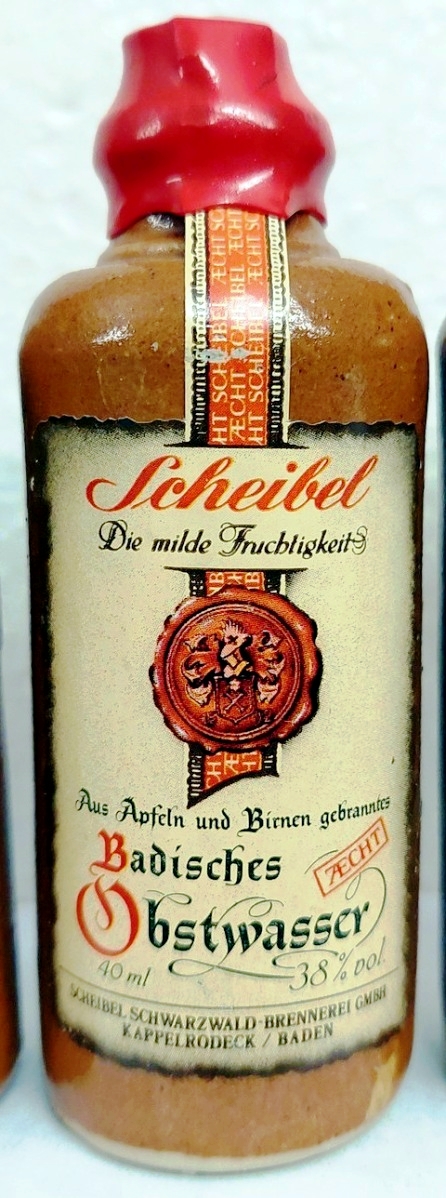 Scheibel
Die milde Fruchtigkeit
Aus Äpfeln und Birnen gebranntes
Badisches
ÆCHT
Obstwasser
40 ml
38% vol.
SCHEIBEL SCHWARZWALD-BRENNEREI GMBH
KAPPELRODECK / BADEN